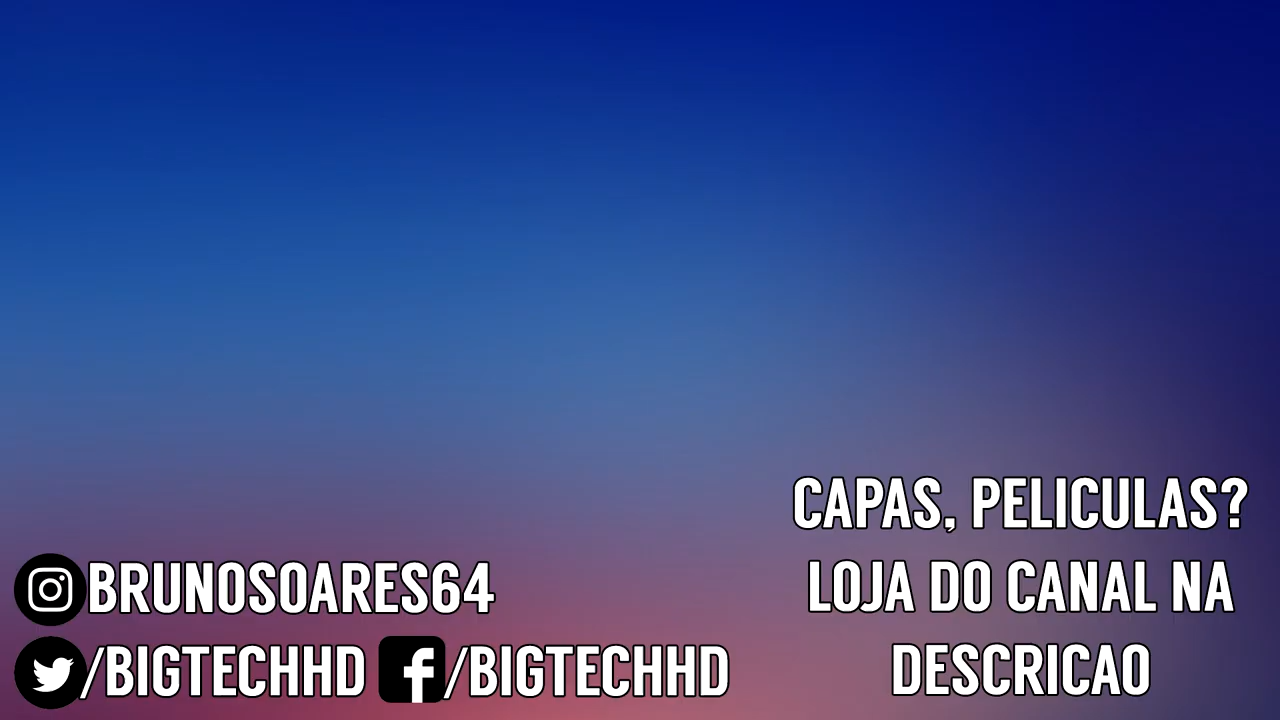 CAPAS, PELICULAS?
LOJA DO CANAL NA
DESCRICAO
BRUNOSOARES64
/BIGTECHHD /BIGTECHHD